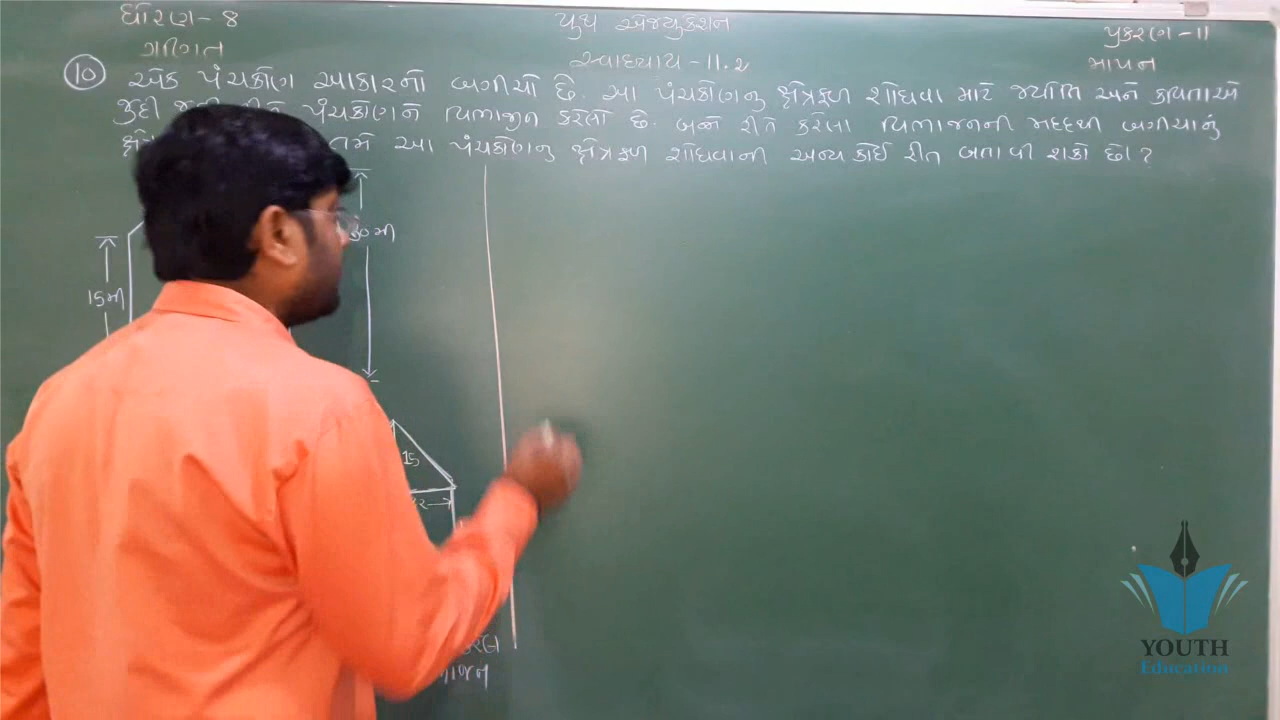 ધોરણ - 8
ગણિત
યુથ એજ્યુકેશન
સ્વાધ્યાય - 11.2
પ્રકરણ - 11
માપન
10 એક પંચકોણ આકારનો બગીચો છે. આ પંચકોણનું ક્ષેત્રફળ શોધવા માટે જ્યોતિ અને કવિતાએ
જુદી પંચકોણને વિભાજીત કરેલો છે. બંને રીતે કરેલા વિભાજનની મદદથી બગીચાનું
તમે આ પંચકોણનું ક્ષેત્રફળ શોધવાની અન્ય કોઈ રીત બતાવી શકો છો?
30 મી
15 મી
15
YOUTH
Education